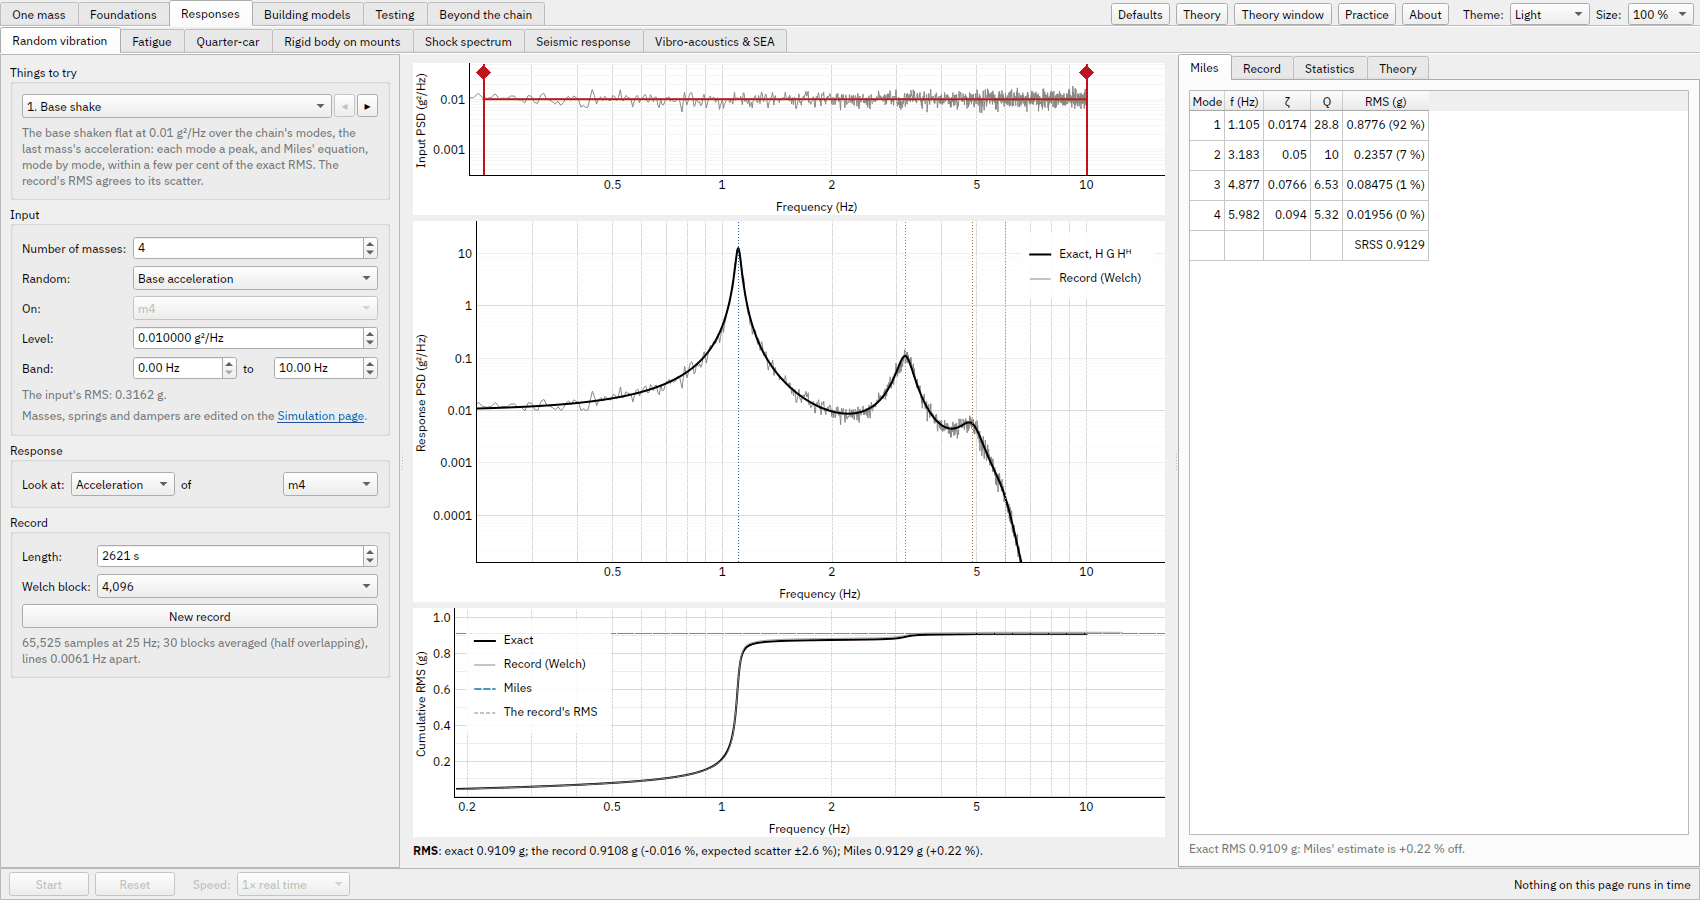 One mass
Foundations
Responses
Building models
Testing
Beyond the chain
Defaults
Theory
Theory window
Practice
About
Theme:
Light
Size:
100 %
Random vibration
Fatigue
Quarter-car
Rigid body on mounts
Shock spectrum
Seismic response
Vibro-acoustics & SEA
Things to try
1. Base shake
The base shaken flat at 0.01 g²/Hz over the chain's modes, the
last mass's acceleration: each mode a peak, and Miles' equation,
mode by mode, within a few per cent of the exact RMS. The
record's RMS agrees to its scatter.
Input
Number of masses:
4
Random:
Base acceleration
On:
m4
Level:
0.010000 g²/Hz
Band:
0.00 Hz
to
10.00 Hz
The input's RMS: 0.3162 g.
Masses, springs and dampers are edited on the Simulation page.
Response
Look at:
Acceleration
of
m4
Record
Length:
2621 s
Welch block:
4,096
New record
65,525 samples at 25 Hz; 30 blocks averaged (half overlapping),
lines 0.0061 Hz apart.
Input PSD (g²/Hz)
0.01
0.001
0.5
1
2
5
10
Frequency (Hz)
Response PSD (g²/Hz)
10
1
0.1
0.01
0.001
0.0001
Exact, H G Hᴴ
Record (Welch)
0.5
1
2
5
10
Frequency (Hz)
Cumulative RMS (g)
1.0
0.8
0.6
0.4
0.2
Exact
Record (Welch)
Miles
The record's RMS
0.2
0.5
1
2
5
10
Frequency (Hz)
RMS: exact 0.9109 g; the record 0.9108 g (-0.016 %, expected scatter ±2.6 %); Miles 0.9129 g (+0.22 %).
Miles
Record
Statistics
Theory
Mode f (Hz) ζ Q RMS (g)
1 1.105 0.0174 28.8 0.8776 (92 %)
2 3.183 0.05 10 0.2357 (7 %)
3 4.877 0.0766 6.53 0.08475 (1 %)
4 5.982 0.094 5.32 0.01956 (0 %)
SRSS 0.9129
Exact RMS 0.9109 g: Miles' estimate is +0.22 % off.
Start
Reset
Speed:
1× real time
Nothing on this page runs in time